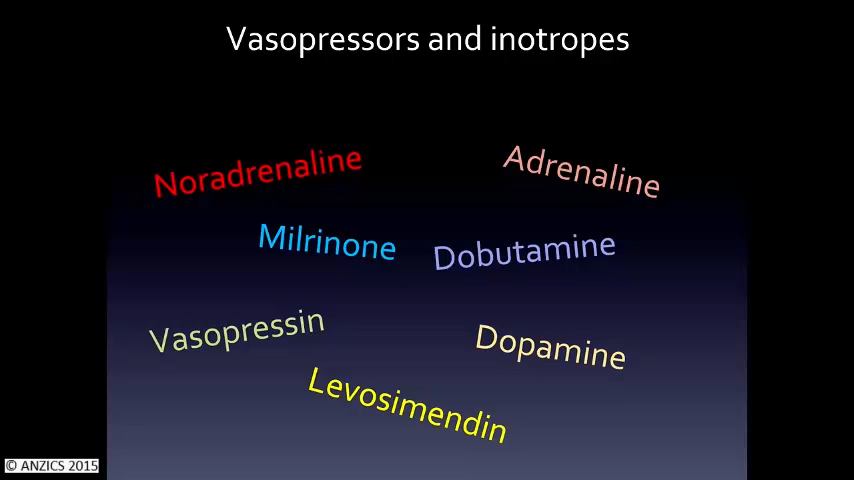 Vasopressors and inotropes
Noradrenaline
Adrenaline
Milrinone
Dobutamine
Vasopressin
Dopamine
Levosimendin
© ANZICS 2015